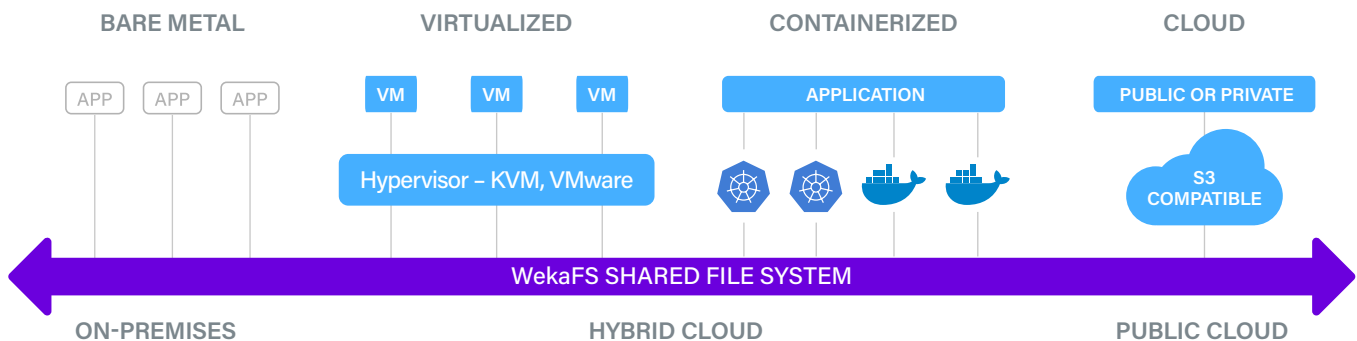 BARE METAL
VIRTUALIZED
CONTAINERIZED
CLOUD
APP
APP
APP
VM
VM
VM
APPLICATION
PUBLIC OR PRIVATE
Hypervisor – KVM, VMware
S3
COMPATIBLE
WekaFS SHARED FILE SYSTEM
ON-PREMISES
HYBRID CLOUD
PUBLIC CLOUD